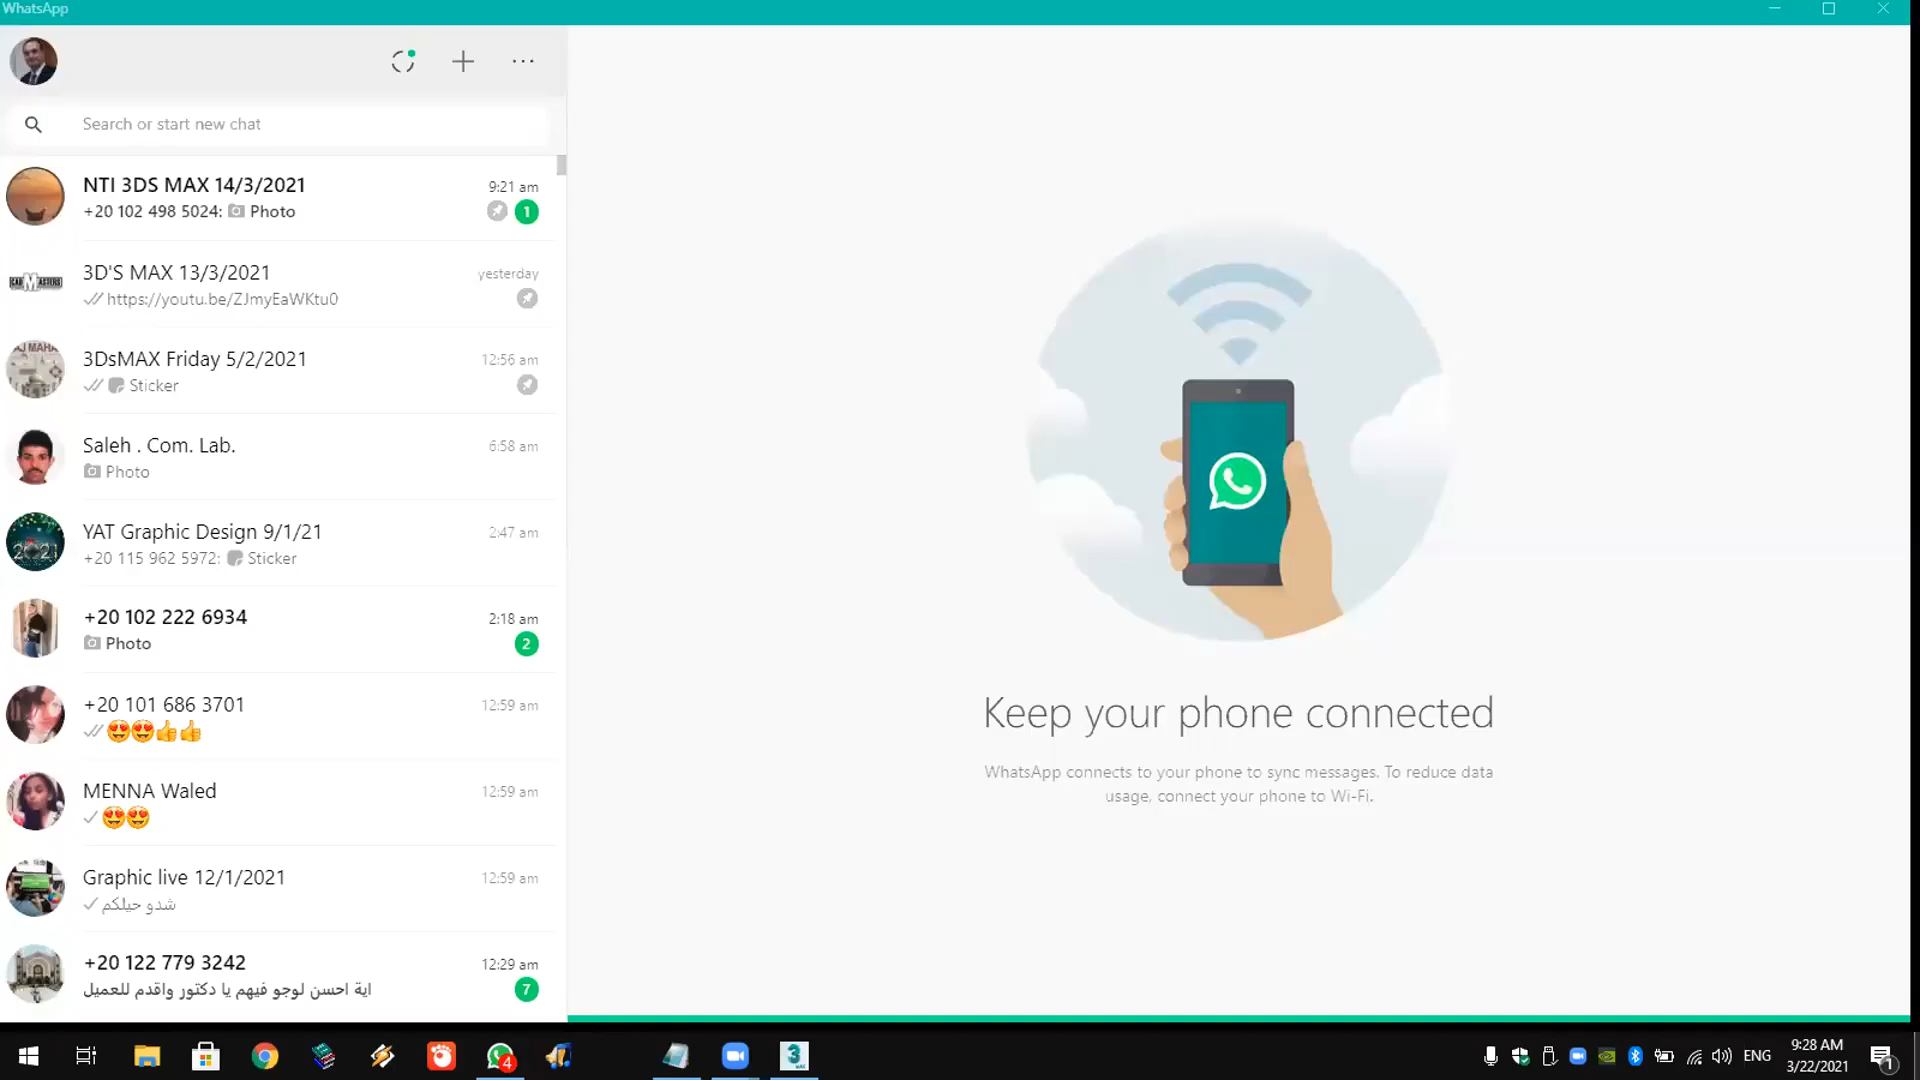 WhatsApp
Search or start new chat
NTI 3DS MAX 14/3/2021
9:21 am
+20 102 498 5024: Photo
1
3D'S MAX 13/3/2021
yesterday
https://youtu.be/ZJmyEaWKtu0
3DsMAX Friday 5/2/2021
12:56 am
Sticker
Saleh . Com. Lab.
6:58 am
Photo
YAT Graphic Design 9/1/21
2:47 am
+20 115 962 5972: Sticker
+20 102 222 6934
2:18 am
Photo
2
+20 101 686 3701
12:59 am
😍😍👍👍
MENNA Waled
12:59 am
😍😍
Graphic live 12/1/2021
12:59 am
شدو حيلكم
+20 122 779 3242
12:29 am
اية احسن لوجو فيهم يا دكتور واقدم للعميل
7
Keep your phone connected
WhatsApp connects to your phone to sync messages. To reduce data
usage, connect your phone to Wi-Fi.
4
3
ENG
9:28 AM
3/22/2021
1